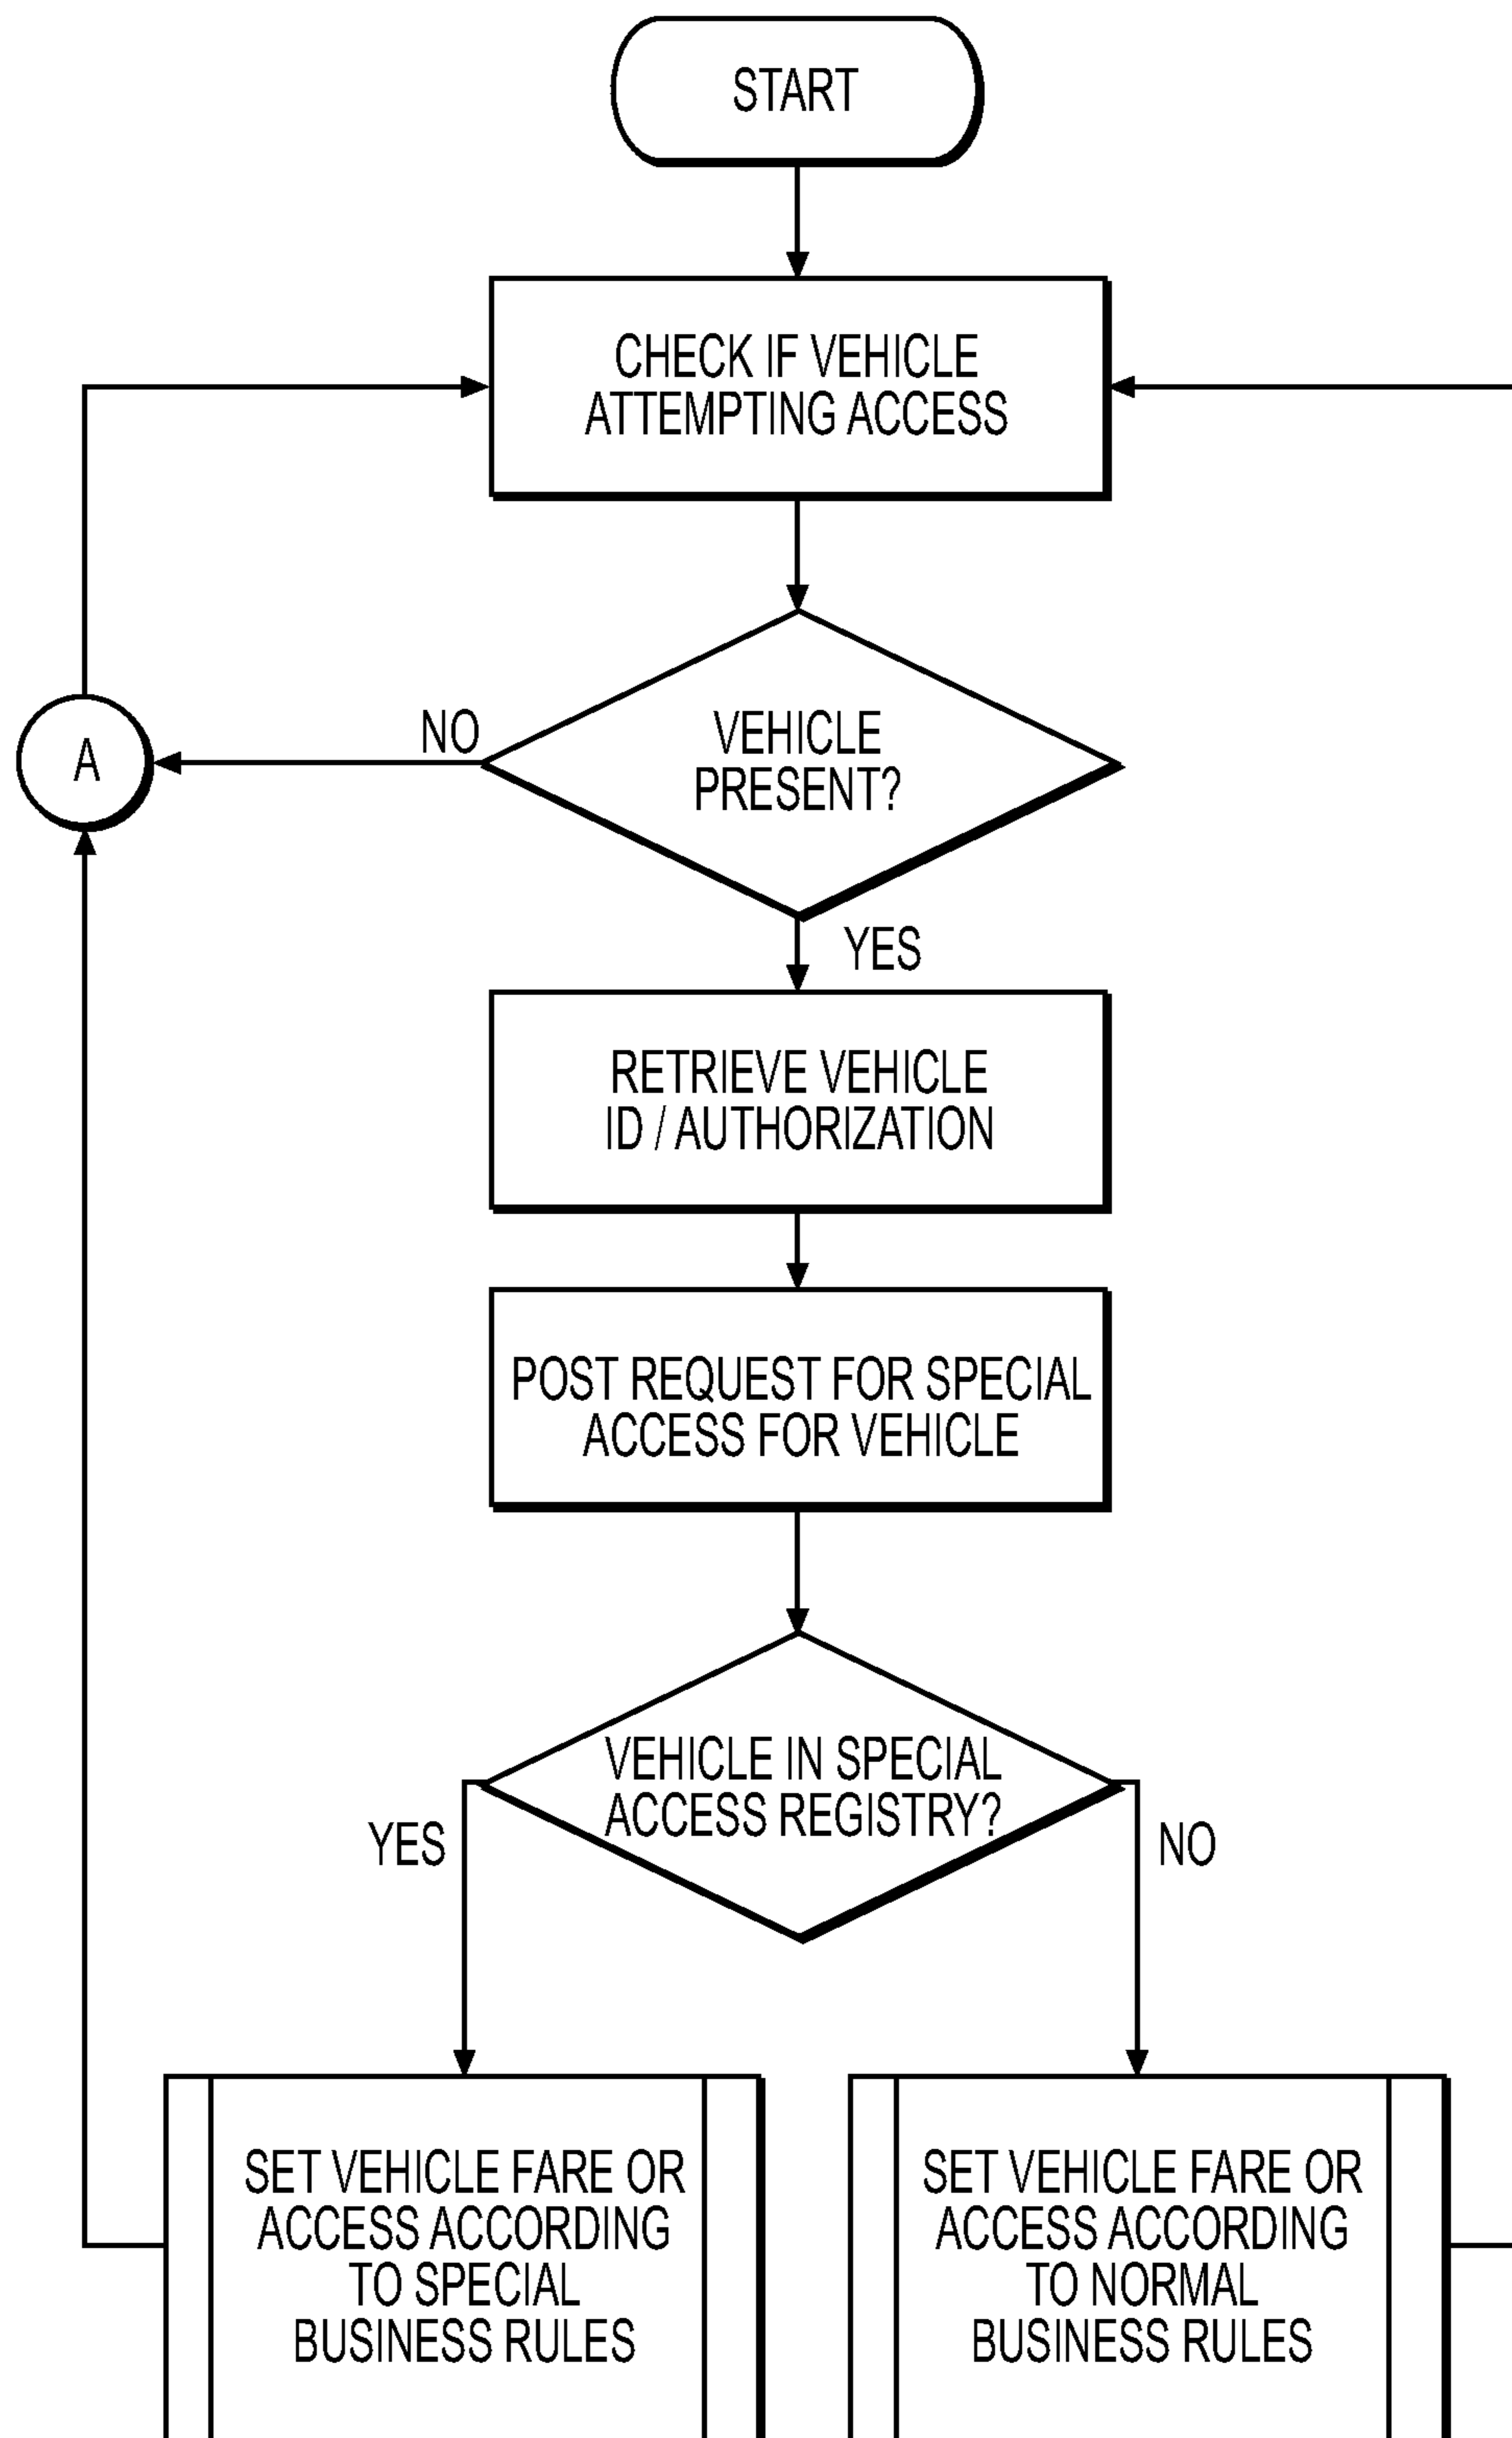 START
CHECK IF VEHICLE
ATTEMPTING ACCESS
NO
VEHICLE
PRESENT?
A
YES
RETRIEVE VEHICLE
ID / AUTHORIZATION
POST REQUEST FOR SPECIAL
ACCESS FOR VEHICLE
VEHICLE IN SPECIAL
ACCESS REGISTRY?
YES
NO
SET VEHICLE FARE OR
ACCESS ACCORDING
TO SPECIAL
BUSINESS RULES
SET VEHICLE FARE OR
ACCESS ACCORDING
TO NORMAL
BUSINESS RULES